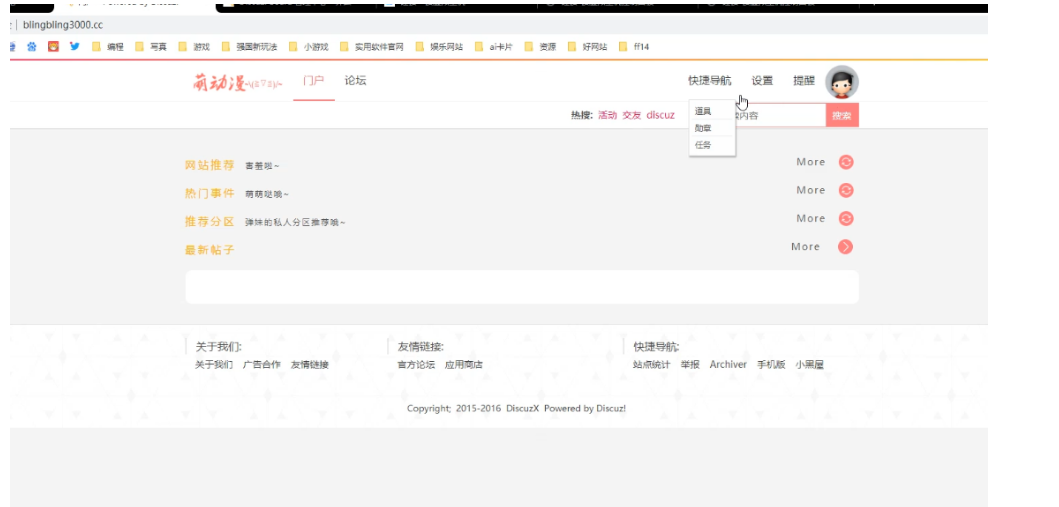 blingbling3000.cc
编程 写真 游戏 强国新玩法 小游戏 实用软件官网 娱乐网站 ai卡片 资源 好网站 ff14
萌动漫 门户 论坛 快捷导航 设置 提醒
热搜: 活动 交友 discuz 内容 搜索
道具
勋章
任务
网站推荐 害羞啦~ More
热门事件 萌萌哒哦~ More
推荐分区 弹妹的私人分区推荐哦~ More
最新帖子 More
关于我们: 友情链接: 快捷导航:
关于我们 广告合作 友情链接 官方论坛 应用商店 站点统计 举报 Archiver 手机版 小黑屋
Copyright; 2015-2016 DiscuzX Powered by Discuz!